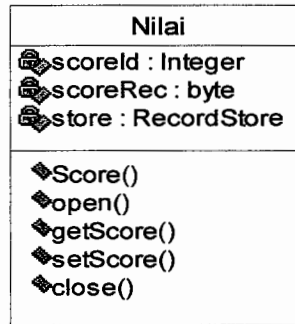 Nilai
scoreId : Integer
scoreRec : byte
store : RecordStore
Score()
open()
getScore()
setScore()
close()